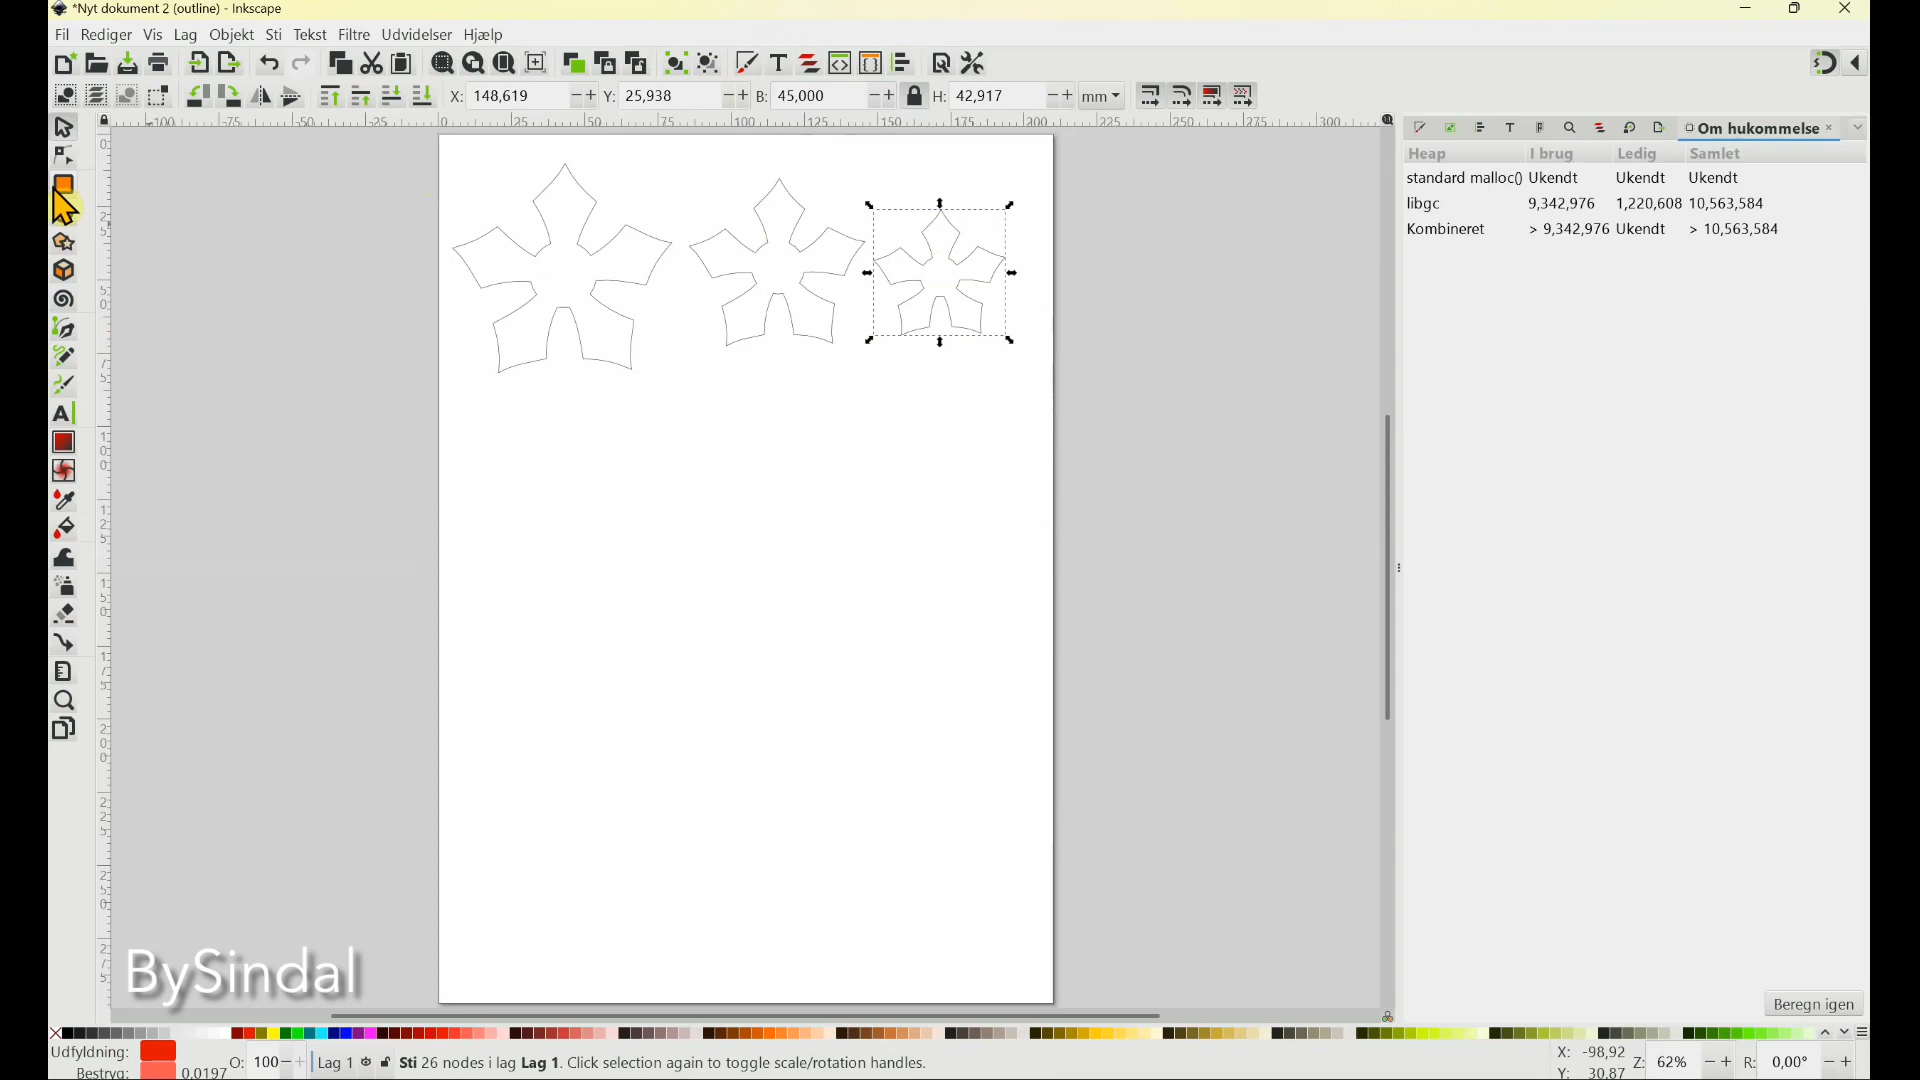 *Nyt dokument 2 (outline) - Inkscape
Fil Rediger Vis Lag Objekt Sti Tekst Filtre Udvidelser Hjælp
X: 148,619 Y: 25,938 B: 45,000 H: 42,917 mm
Om hukommelse
Heap I brug Ledig Samlet
standard malloc() Ukendt Ukendt Ukendt
libgc 9,342,976 1,220,608 10,563,584
Kombineret > 9,342,976 Ukendt > 10,563,584
BySindal
Beregn igen
Udfyldning:
O: 100 Lag 1 Sti 26 nodes i lag Lag 1. Click selection again to toggle scale/rotation handles.
X: -98,92 Z: 62% R: 0,00°
Bestryg: 0,0197
Y: 30,87